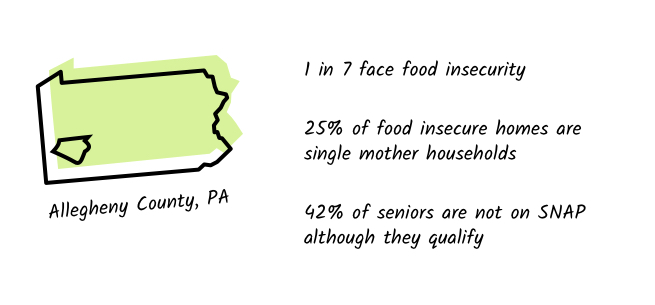 1 in 7 face food insecurity
25% of food insecure homes are
single mother households
42% of seniors are not on SNAP
although they qualify
Allegheny County, PA